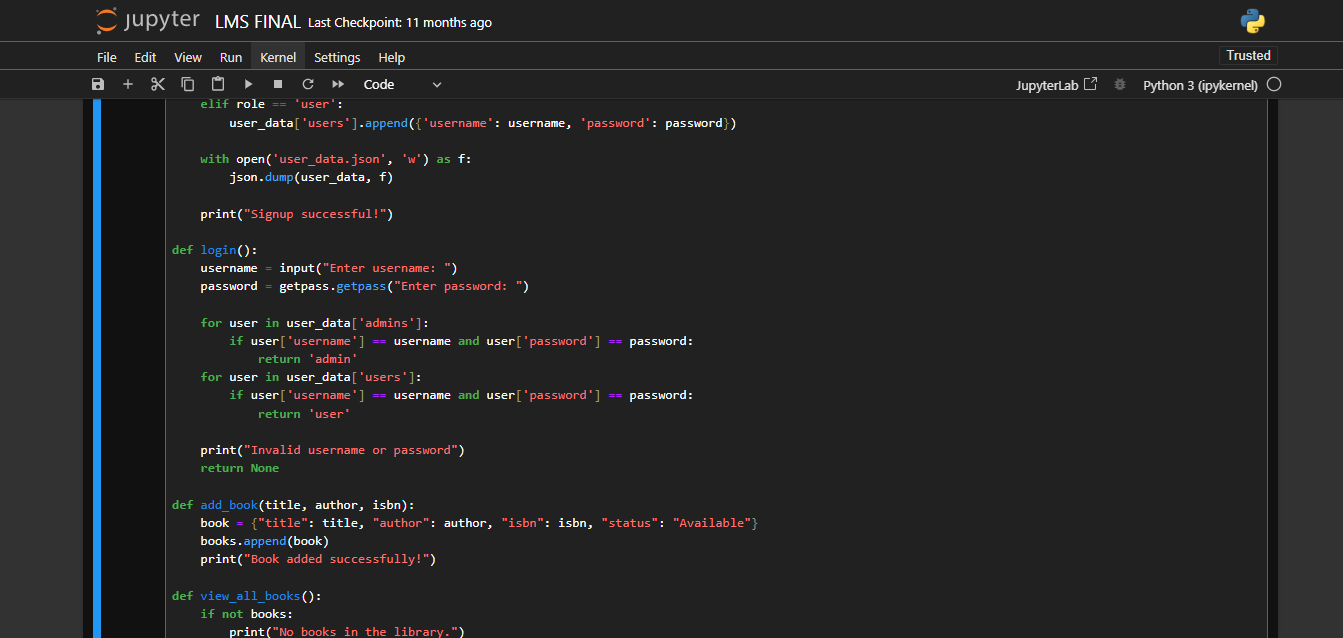 jupyter LMS FINAL Last Checkpoint: 11 months ago
File Edit View Run Kernel Settings Help
Trusted
Code
JupyterLab Python 3 (ipykernel)
    elif role == 'user':
        user_data['users'].append({'username': username, 'password': password})

    with open('user_data.json', 'w') as f:
        json.dump(user_data, f)

    print("Signup successful!")

def login():
    username = input("Enter username: ")
    password = getpass.getpass("Enter password: ")

    for user in user_data['admins']:
        if user['username'] == username and user['password'] == password:
            return 'admin'
    for user in user_data['users']:
        if user['username'] == username and user['password'] == password:
            return 'user'

    print("Invalid username or password")
    return None

def add_book(title, author, isbn):
    book = {"title": title, "author": author, "isbn": isbn, "status": "Available"}
    books.append(book)
    print("Book added successfully!")

def view_all_books():
    if not books:
        print("No books in the library.")